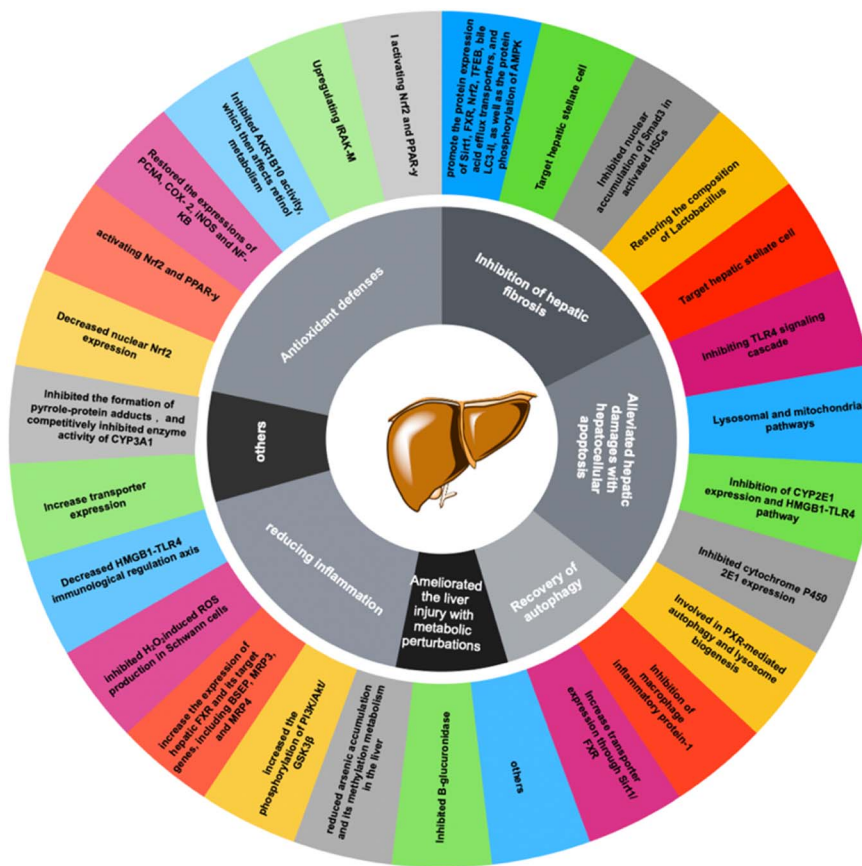 promote the protein expression
of Sirt1, FXR, Nrf2, TFEB, bile
acid efflux transporters, and
LC3-II, as well as the protein
phosphorylation of AMPK
Target hepatic stellate cell
Inhibited nuclear
accumulation of Smad3 in
activated HSCs
Restoring the composition
of Lactobacillus
Target hepatic stellate cell
inhibiting TLR4 signaling
cascade
Lysosomal and mitochondrial
pathways
Inhibition of CYP2E1
expression and HMGB1-TLR4
pathway
Inhibited cytochrome P450
2E1 expression
Involved in PXR-mediated
autophagy and lysosome
biogenesis
Inhibition of
macrophage
inflammatory protein-1
Increase transporter
expression through Sirt1/
FXR
others
Inhibited B-glucuronidase
reduced arsenic accumulation
and its methylation metabolism
in the liver
increased the
phosphorylation of PI3K/Akt/
GSK3β
increase the expression of
hepatic FXR and its target
genes, including BSEP, MRP3,
and MRP4
inhibited H₂O₂-induced ROS
production in Schwann cells
Decreased HMGB1-TLR4
immunological regulation axis
Increase transporter
expression
Inhibited the formation of
pyrrole-protein adducts , and
competitively inhibited enzyme
activity of CYP3A1
Decreased nuclear Nrf2
expression
activating Nrf2 and PPAR-γ
Restored the expressions of
PCNA, COX- 2, iNOS and NF-
KB
Inhibited AKR1B10 activity,
which then affects retinol
metabolism
Upregulating IRAK-M
I activating Nrf2 and PPAR-γ
Inhibition of hepatic
fibrosis
Alleviated hepatic
damages with
hepatocellular
apoptosis
Recovery of
autophagy
Ameliorated
the liver
injury with
metabolic
perturbations
reducing inflammation
others
Antioxidant defenses